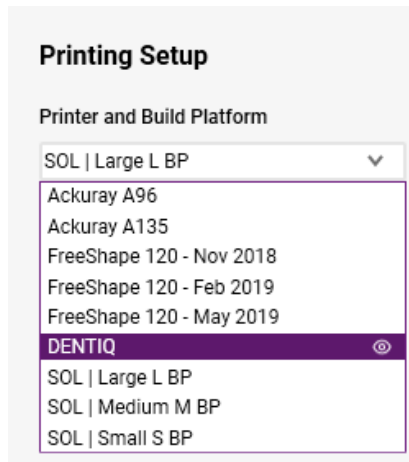 Printing Setup
Printer and Build Platform
SOL | Large L BP
Ackuray A96
Ackuray A135
FreeShape 120 - Nov 2018
FreeShape 120 - Feb 2019
FreeShape 120 - May 2019
DENTIQ
SOL | Large L BP
SOL | Medium M BP
SOL | Small S BP